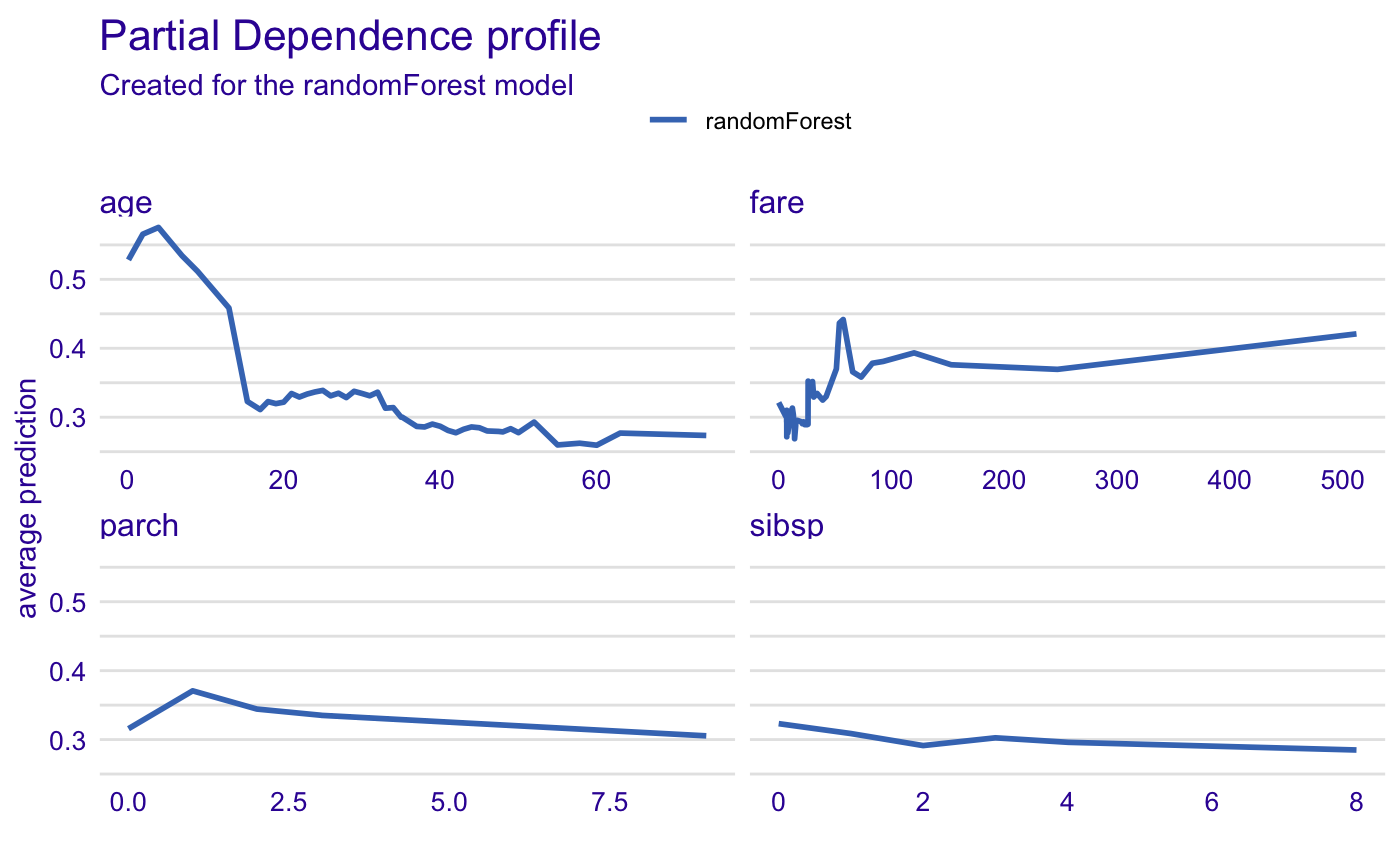 Partial Dependence profile
Created for the randomForest model
randomForest
age
fare
0.5
0.4
0.3
0 20 40 60
0 100 200 300 400 500
average prediction
parch
sibsp
0.5
0.4
0.3
0.0 2.5 5.0 7.5
0 2 4 6 8